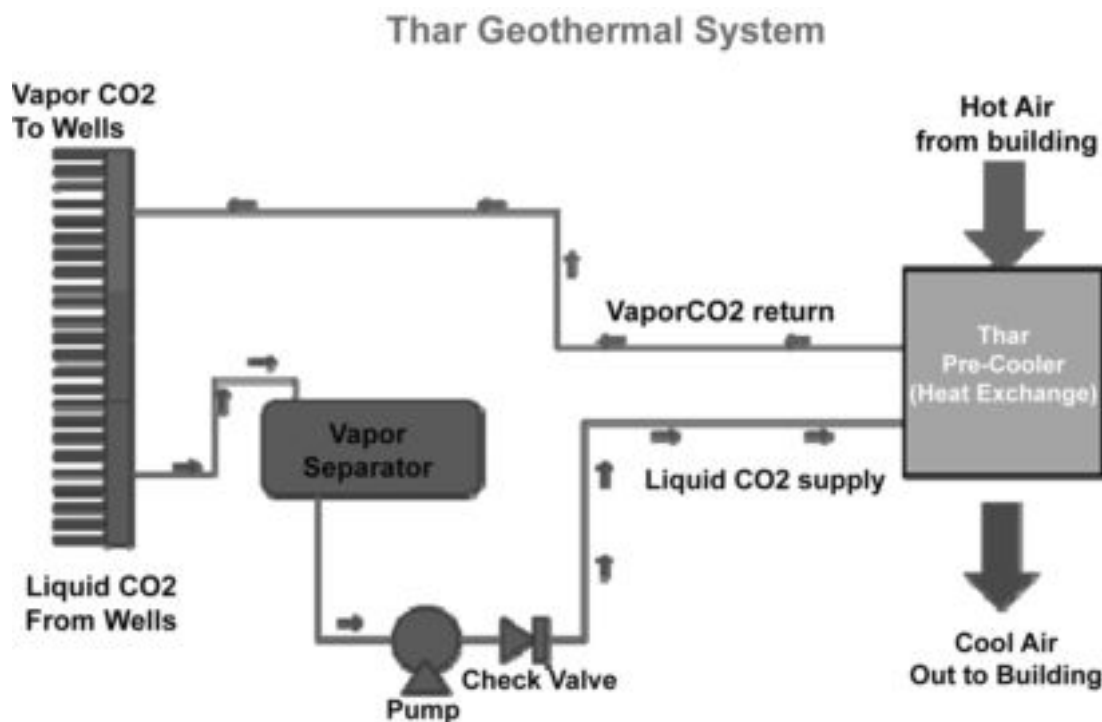 Thar Geothermal System
Vapor CO2
To Wells
Hot Air
from building
VaporCO2 return
Thar
Pre-Cooler
(Heat Exchange)
Vapor
Separator
Liquid CO2 supply
Liquid CO2
From Wells
Check Valve
Pump
Cool Air
Out to Building